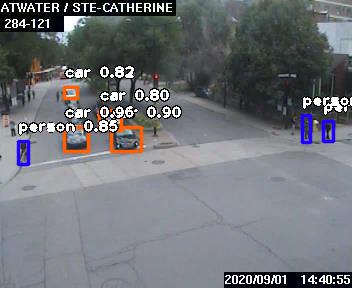 ATWATER / STE-CATHERINE
284-121
car 0.82
car 0.80
car 0.96
0.90
person 0.85
person
per
2020/09/01 14:40:55